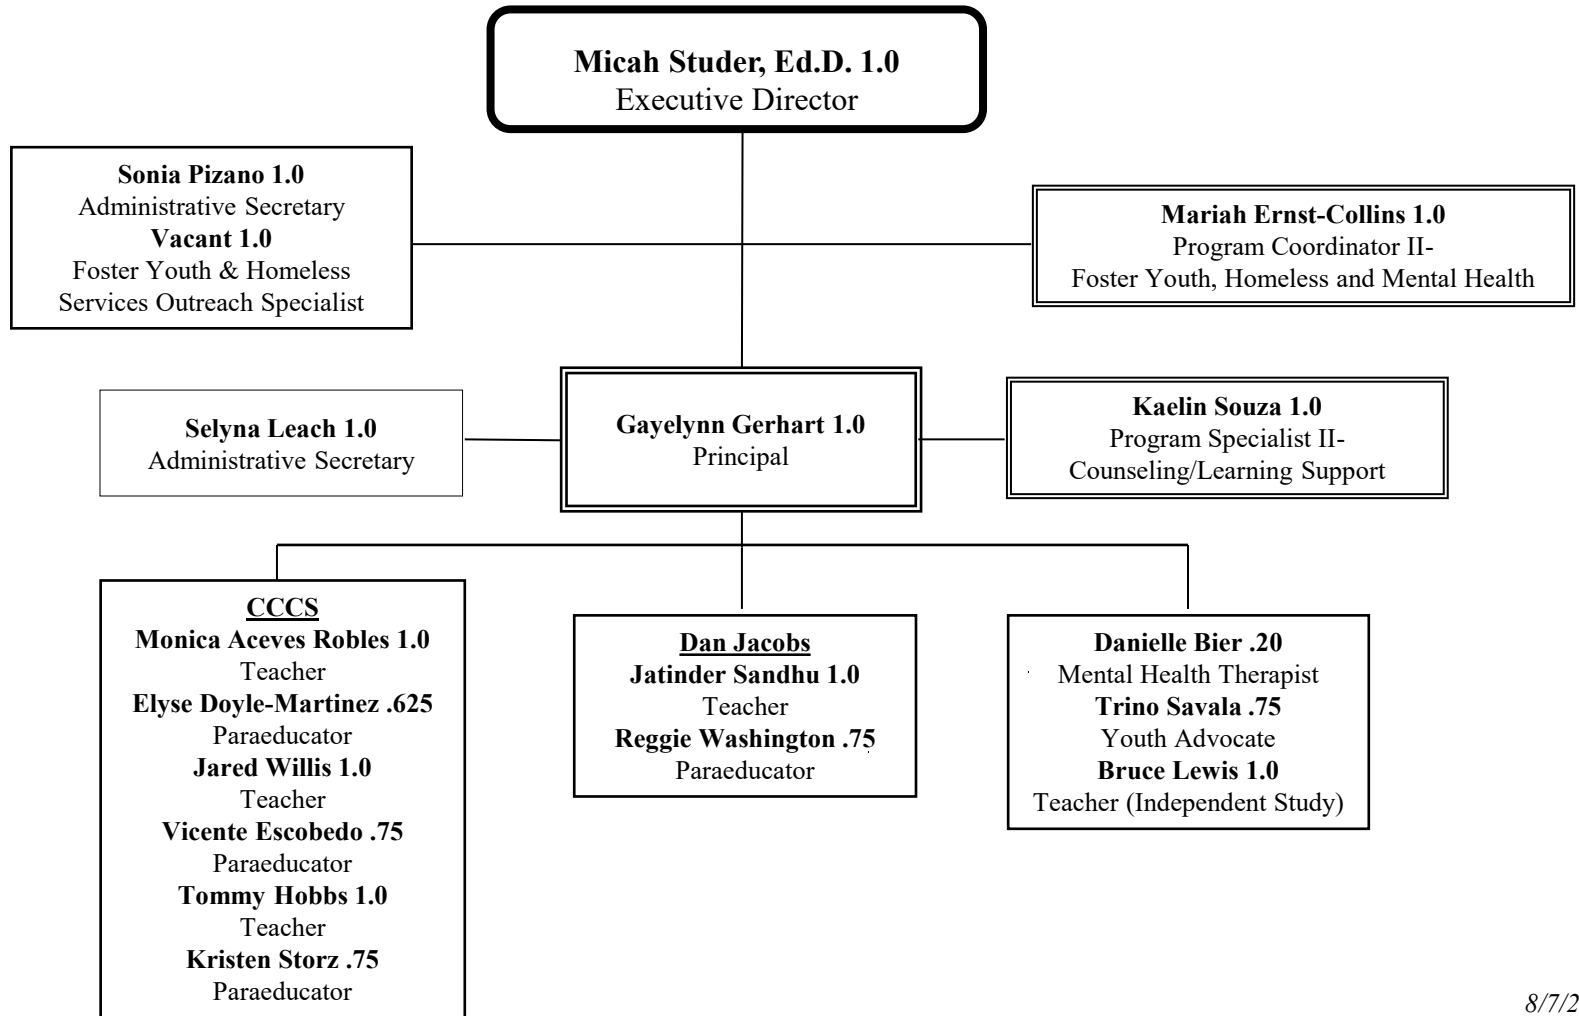 Micah Studer, Ed.D. 1.0
Executive Director
Sonia Pizano 1.0
Administrative Secretary
Vacant 1.0
Foster Youth & Homeless
Services Outreach Specialist
Mariah Ernst-Collins 1.0
Program Coordinator II-
Foster Youth, Homeless and Mental Health
Selyna Leach 1.0
Administrative Secretary
Gayelynn Gerhart 1.0
Principal
Kaelin Souza 1.0
Program Specialist II-
Counseling/Learning Support
CCCS
Monica Aceves Robles 1.0
Teacher
Elyse Doyle-Martinez .625
Paraeducator
Jared Willis 1.0
Teacher
Vicente Escobedo .75
Paraeducator
Tommy Hobbs 1.0
Teacher
Kristen Storz .75
Paraeducator
Dan Jacobs
Jatinder Sandhu 1.0
Teacher
Reggie Washington .75
Paraeducator
Danielle Bier .20
Mental Health Therapist
Trino Savala .75
Youth Advocate
Bruce Lewis 1.0
Teacher (Independent Study)
8/7/2